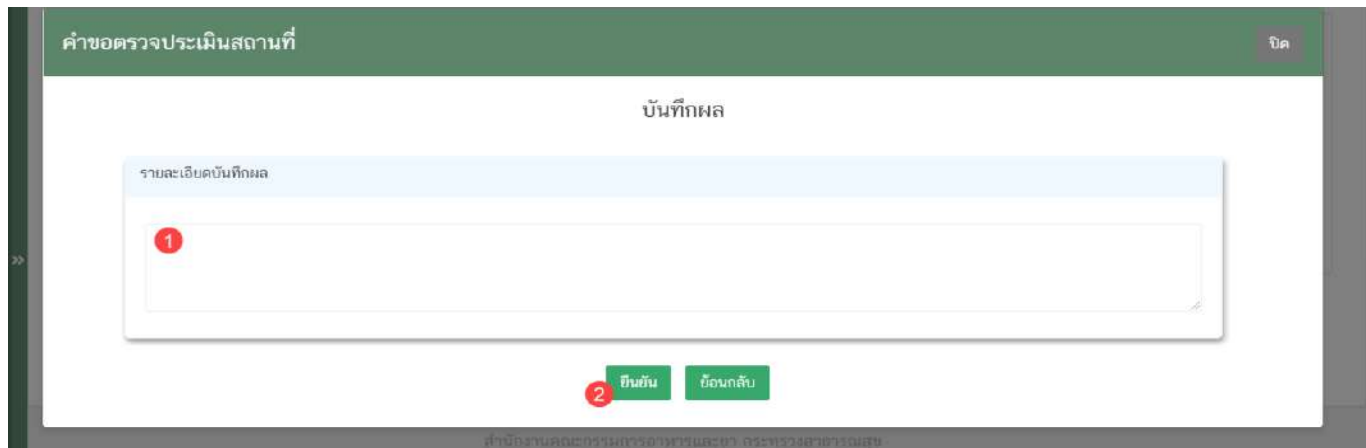 คำขอตรวจประเมินสถานที่
ปิด
บันทึกผล
รายละเอียดบันทึกผล
1
»
2
ยืนยัน
ย้อนกลับ
สำนักงานคณะกรรมการอาหารและยา กระทรวงสาธารณสุข